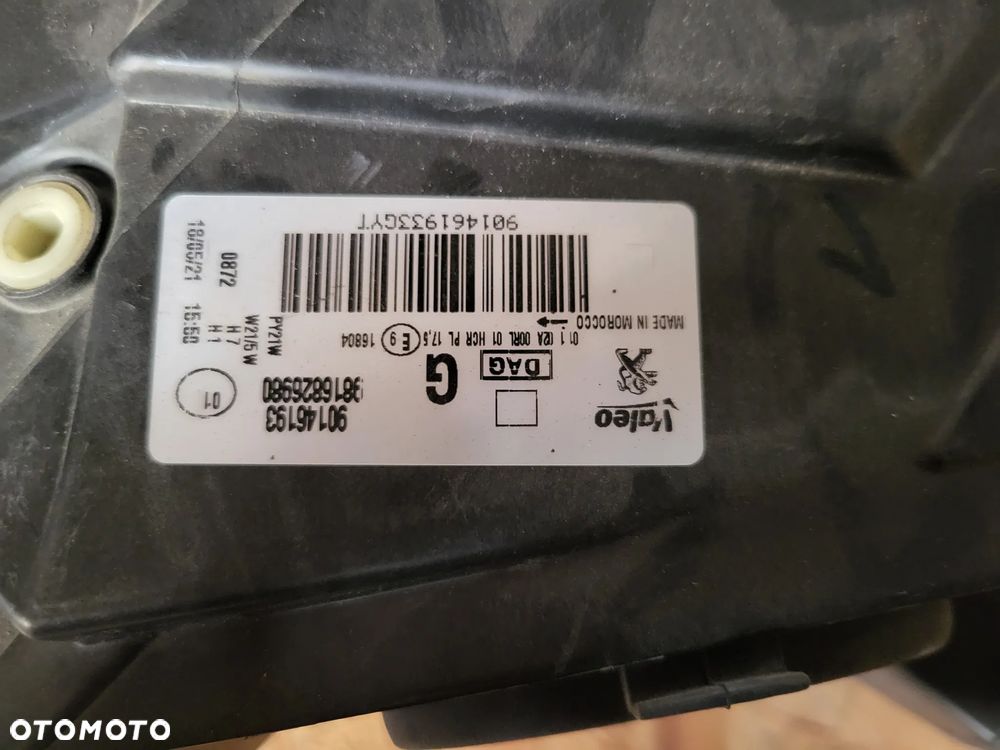 Valeo
90146193
9816826980
01
G
DAG
01 1 02A 00RL 01 HCR PL 17,5
E 9 16804
MADE IN MOROCCO
PY21W
W21/5W
H7
H1
0872
18/05/21 15:50
901461933GYT
OTOMOTO